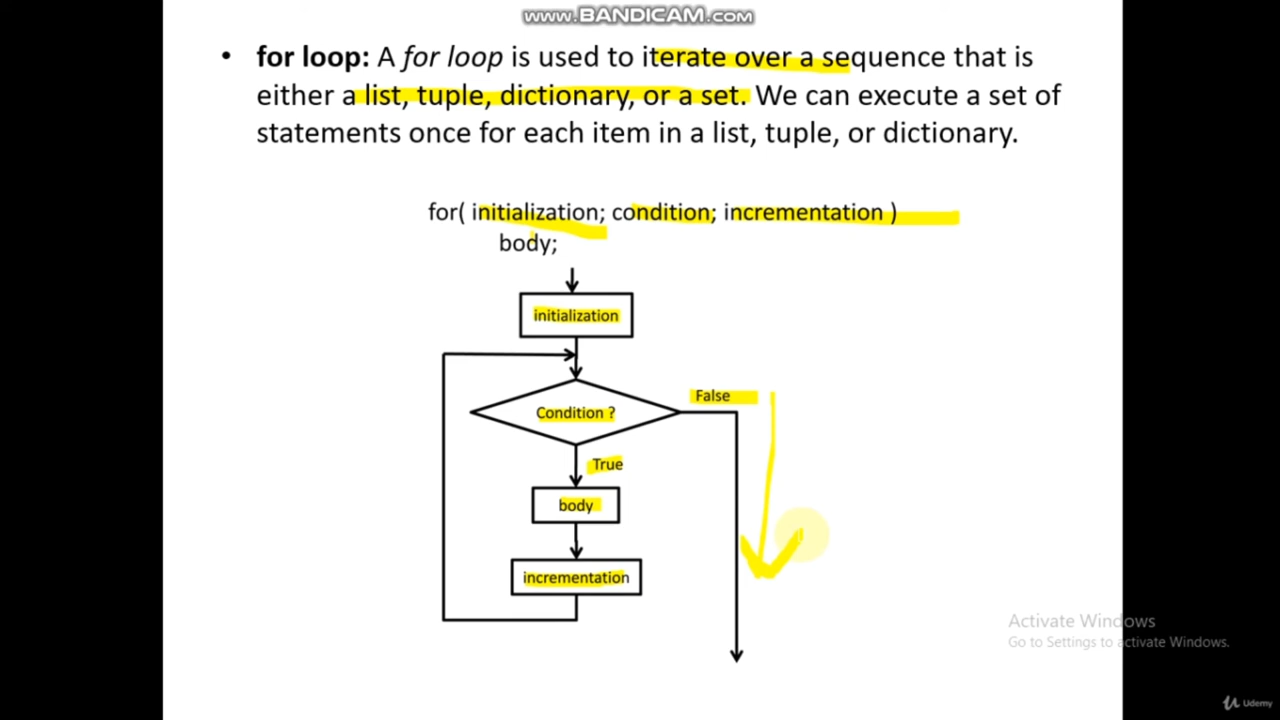 www.BANDICAM.com
• for loop: A for loop is used to iterate over a sequence that is
either a list, tuple, dictionary, or a set. We can execute a set of
statements once for each item in a list, tuple, or dictionary.
for( initialization; condition; incrementation )
body;
initialization
Condition ?
False
True
body
incrementation
Activate Windows
Go to Settings to activate Windows.
Udemy